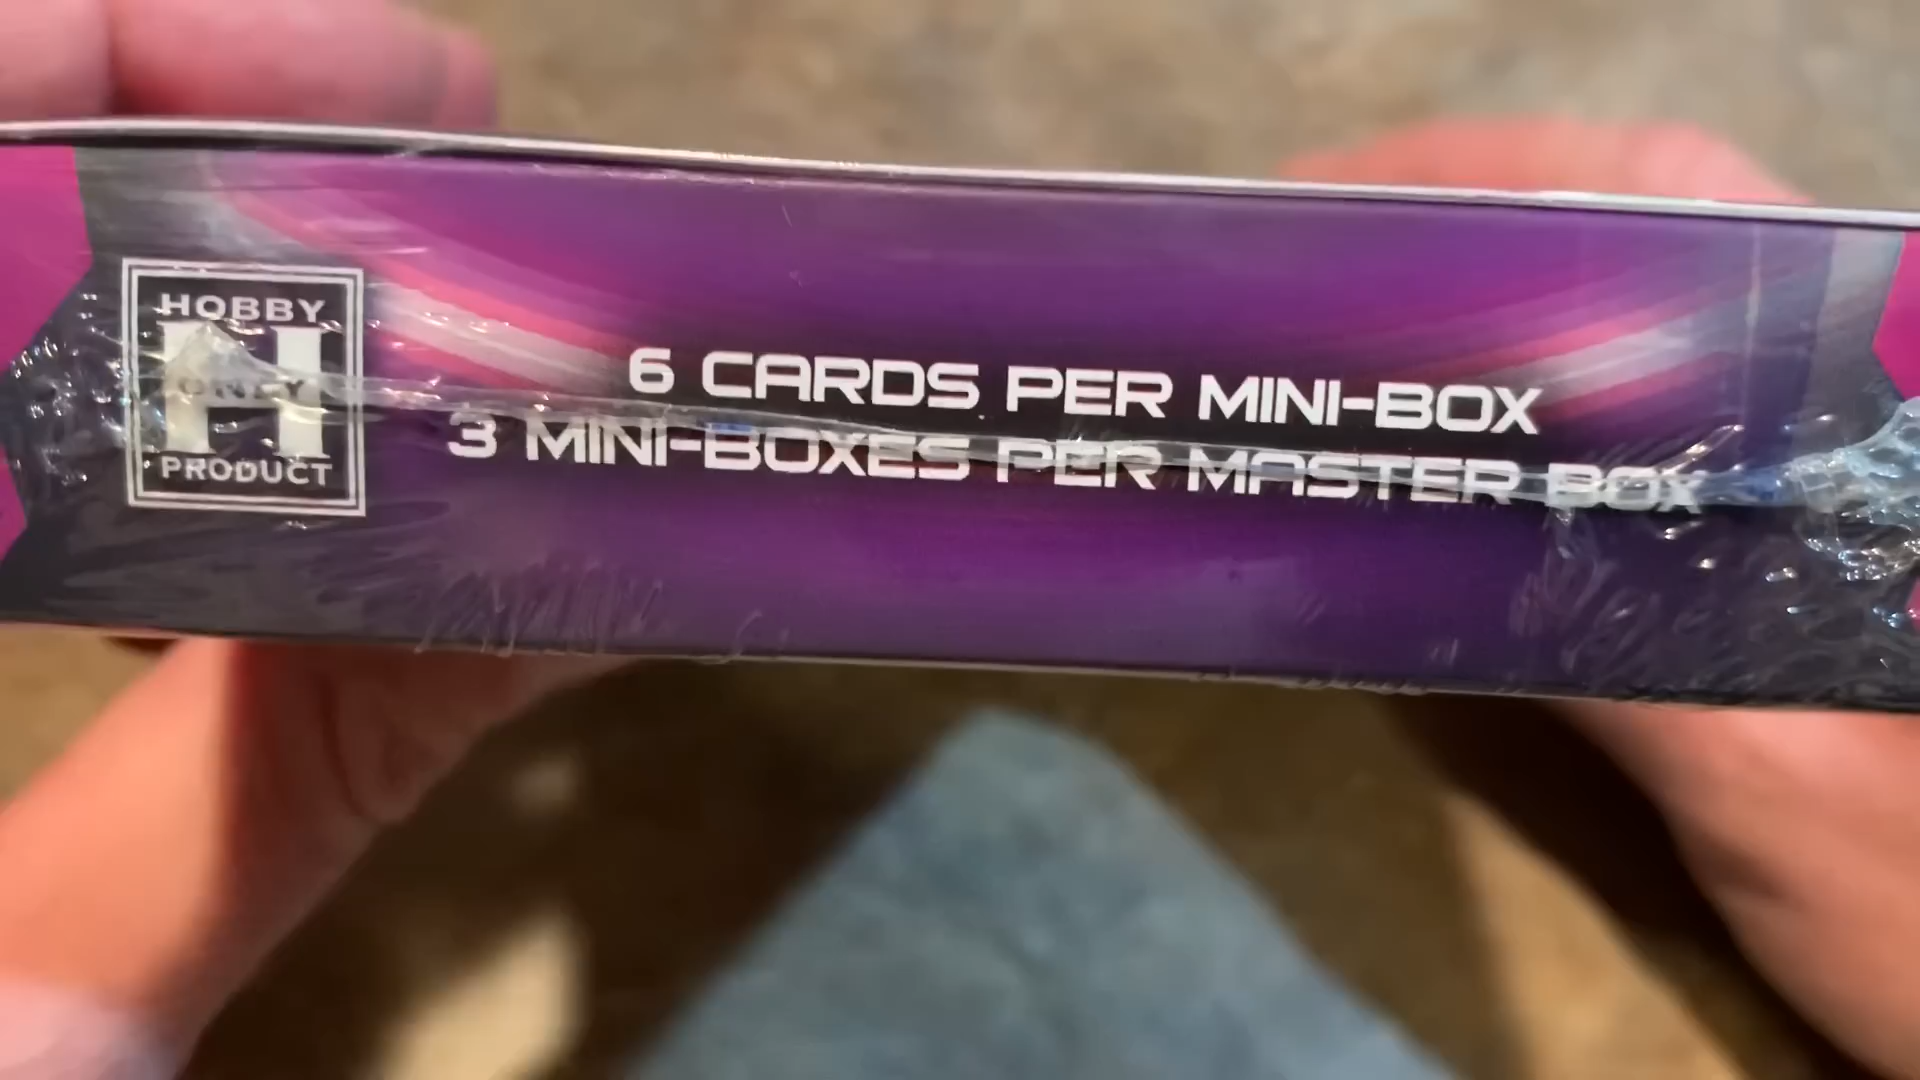 HOBBY
H
ONLY
PRODUCT
6 CARDS PER MINI-BOX
3 MINI-BOXES PER MASTER BOX